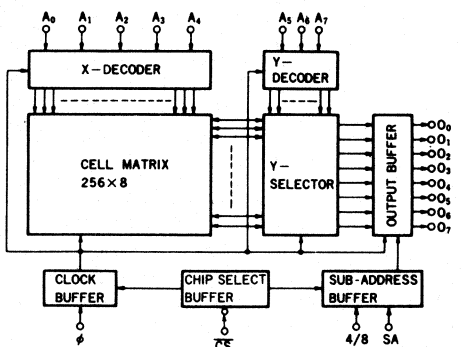 A₀ A₁ A₂ A₃ A₄
A₅ A₆ A₇
X-DECODER
Y-
DECODER
CELL MATRIX
256×8
Y-
SELECTOR
OUTPUT BUFFER
O₀
O₁
O₂
O₃
O₄
O₅
O₆
O₇
CLOCK
BUFFER
CHIP SELECT
BUFFER
SUB-ADDRESS
BUFFER
ϕ
CS
4/8
SA